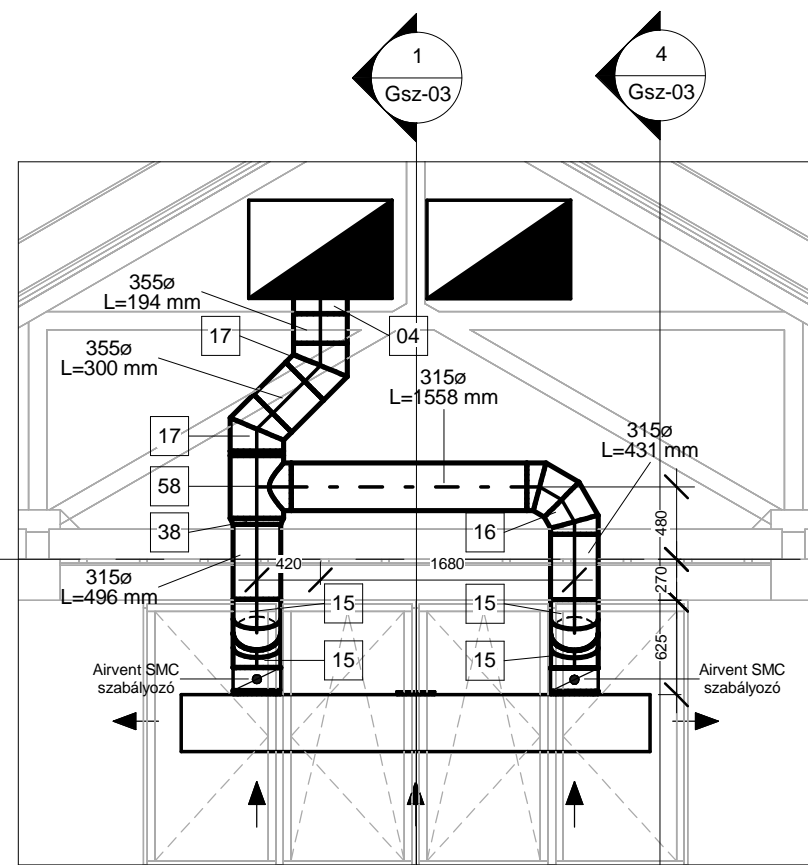 1
Gsz-03
4
Gsz-03
355ø
L=194 mm
17
04
355ø
L=300 mm
315ø
L=1558 mm
315ø
L=431 mm
17
58
38
16
480
420
1680
270
315ø
L=496 mm
15
15
625
15
15
Airvent SMC
szabályozó
Airvent SMC
szabályozó